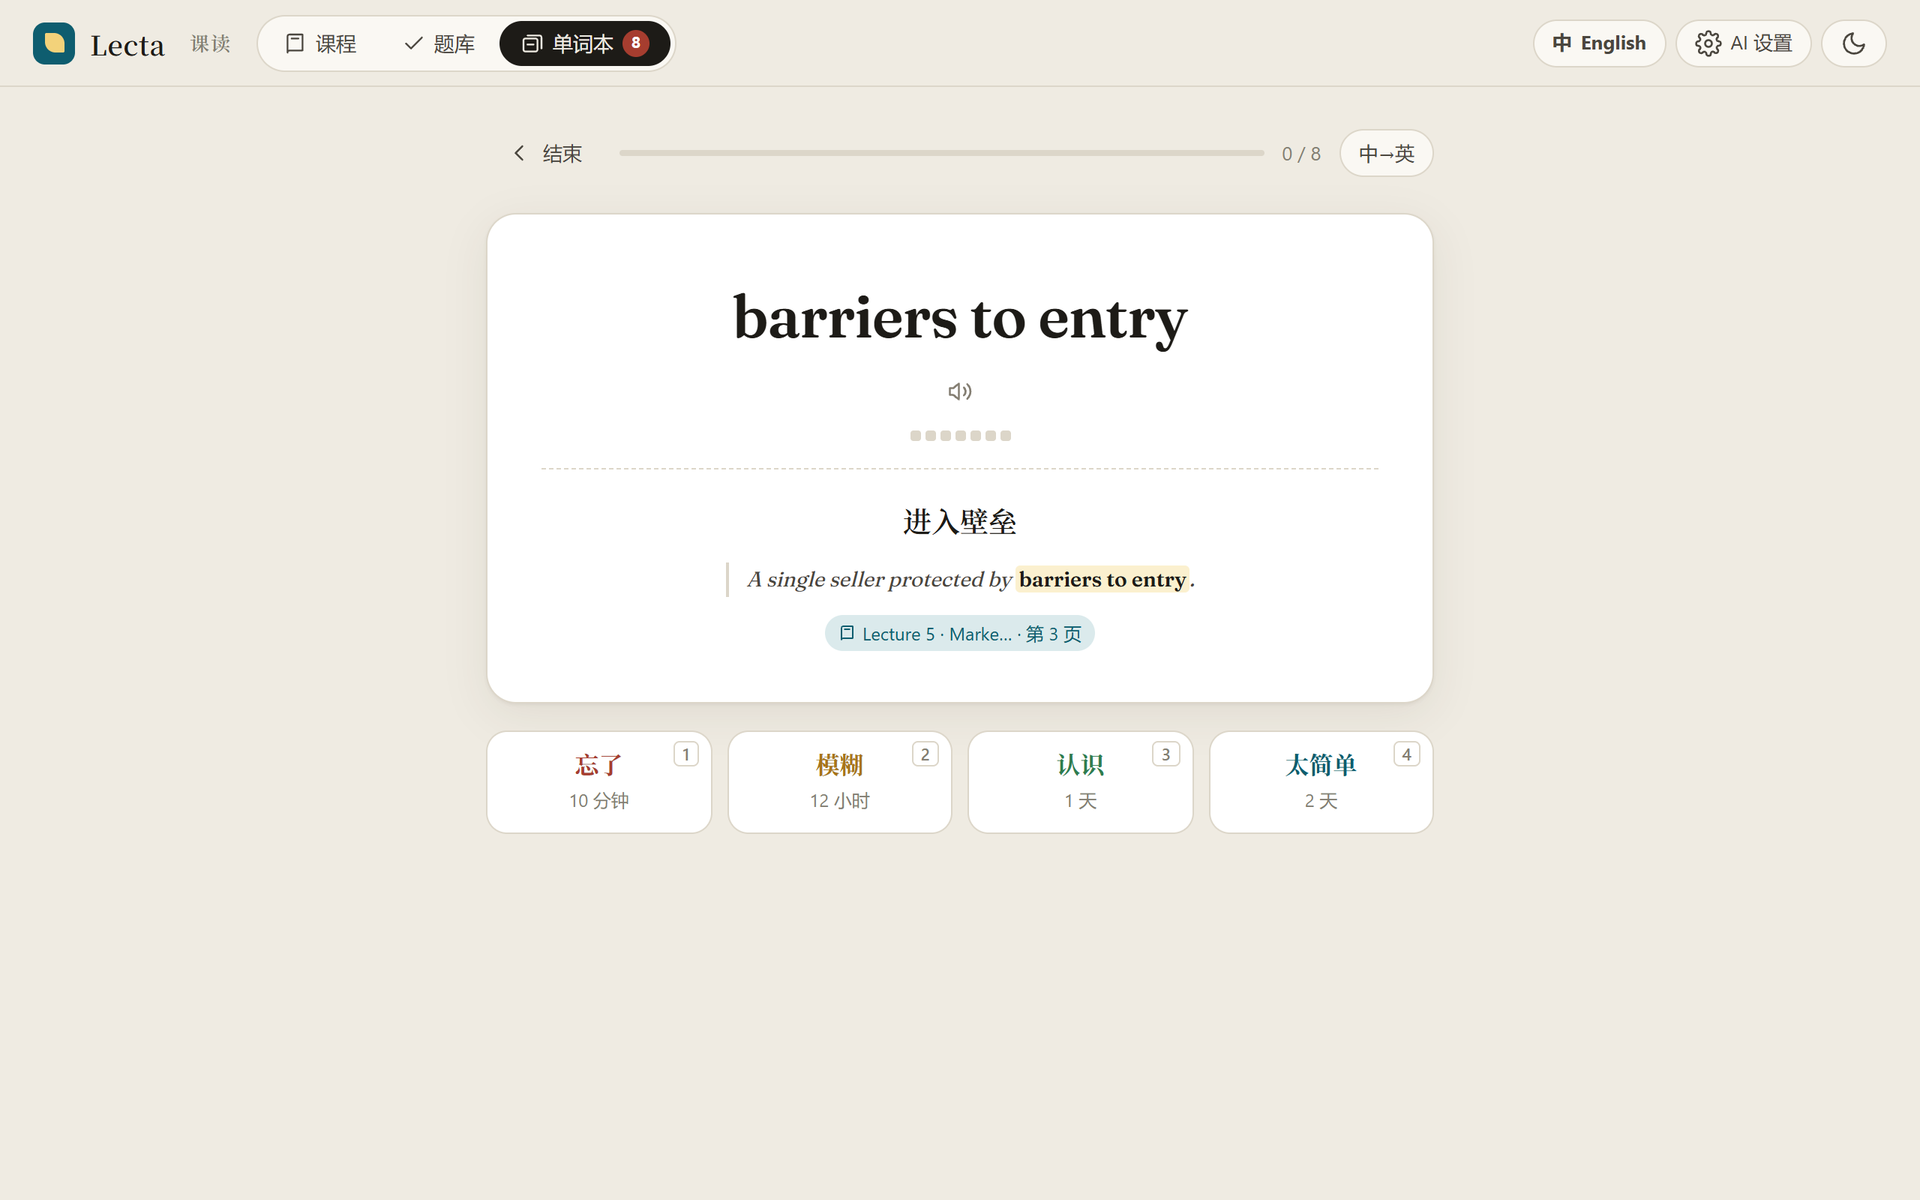 Lecta 课读 课程 题库 单词本 8 中 English AI 设置
结束 0 / 8 中→英
barriers to entry
进入壁垒
A single seller protected by barriers to entry.
Lecture 5 · Marke... · 第 3 页
忘了 1 模糊 2 认识 3 太简单 4
10 分钟 12 小时 1 天 2 天